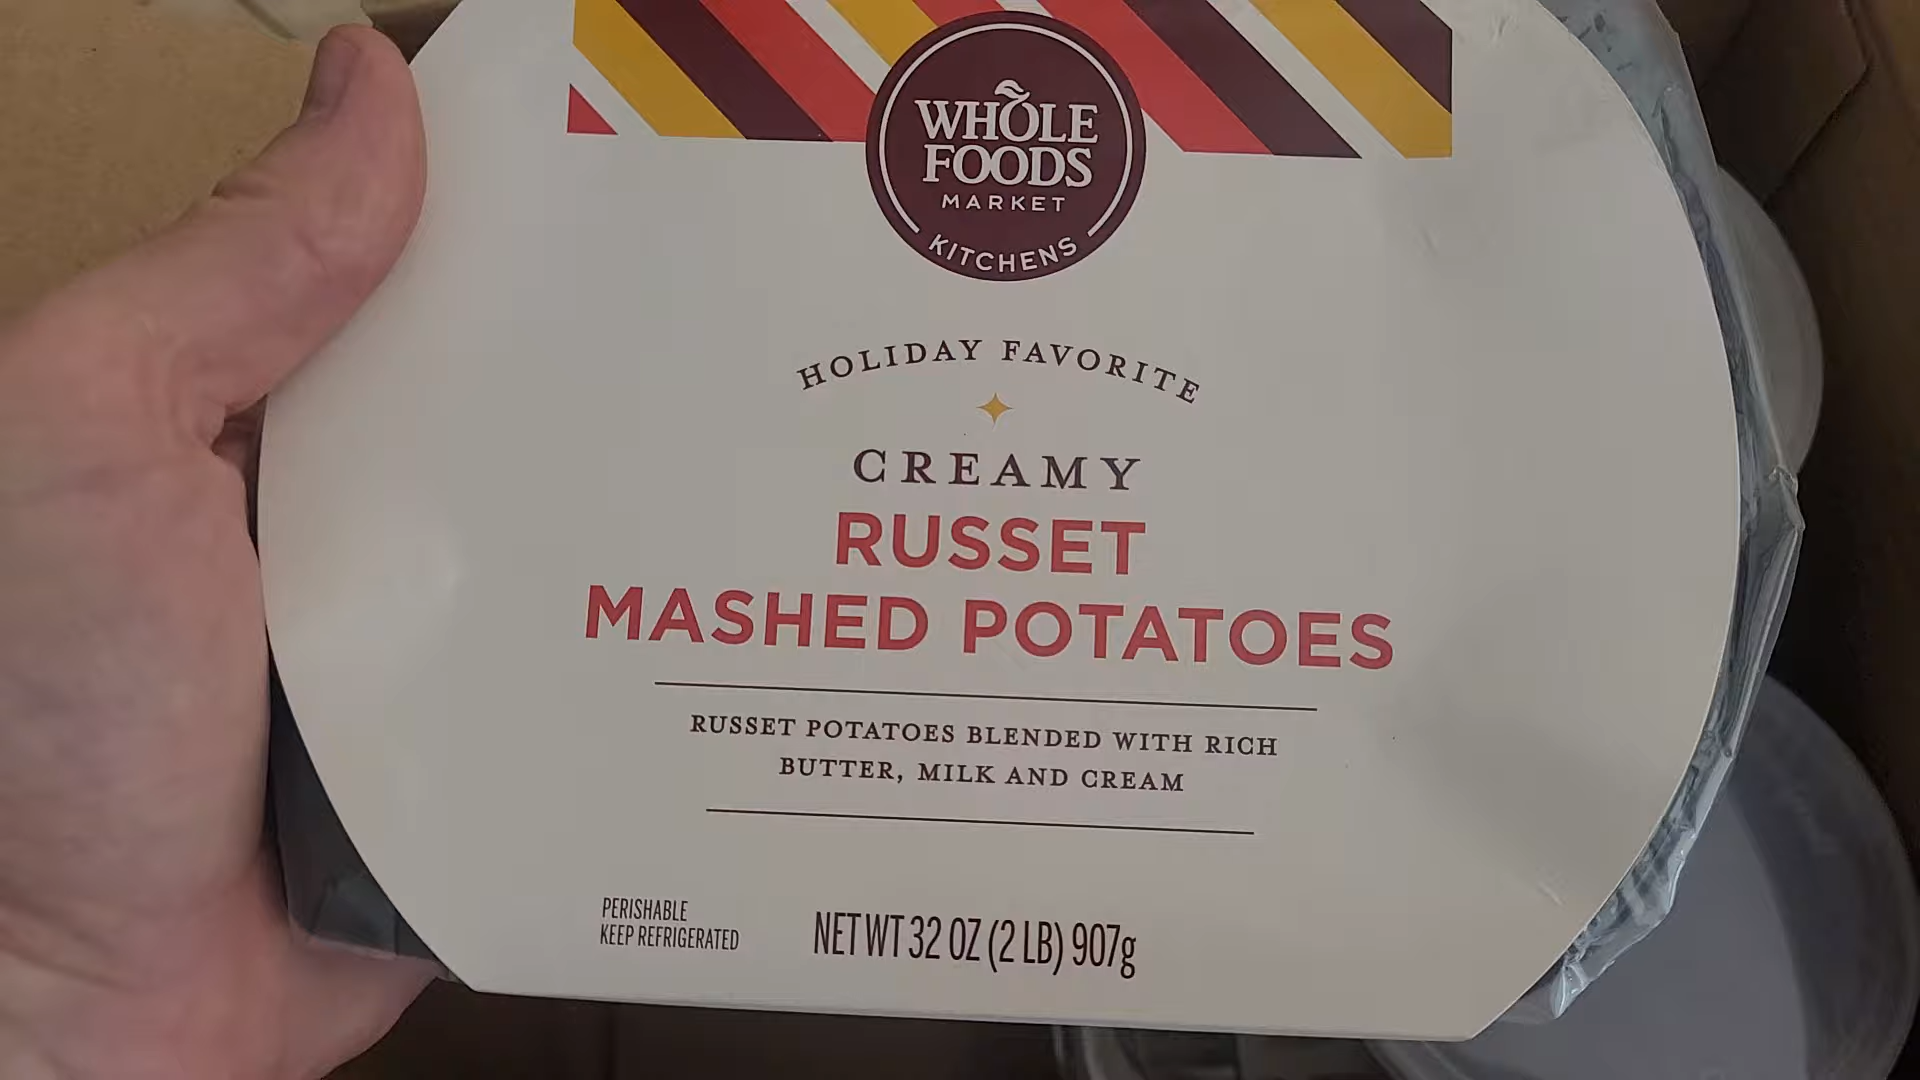 WHOLE
FOODS
MARKET
KITCHENS
HOLIDAY FAVORITE
CREAMY
RUSSET
MASHED POTATOES
RUSSET POTATOES BLENDED WITH RICH
BUTTER, MILK AND CREAM
PERISHABLE
KEEP REFRIGERATED
NET WT 32 OZ (2 LB) 907g